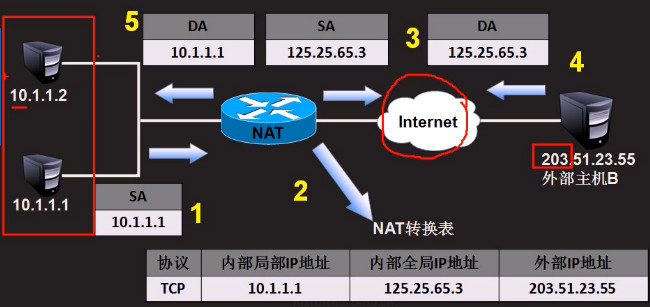 5
DA
10.1.1.1
SA
125.25.65.3
3
DA
125.25.65.3
4
10.1.1.2
NAT
Internet
203.51.23.55
外部主机B
10.1.1.1
SA
10.1.1.1
1
2
NAT转换表
协议 内部局部IP地址 内部全局IP地址 外部IP地址
TCP 10.1.1.1 125.25.65.3 203.51.23.55